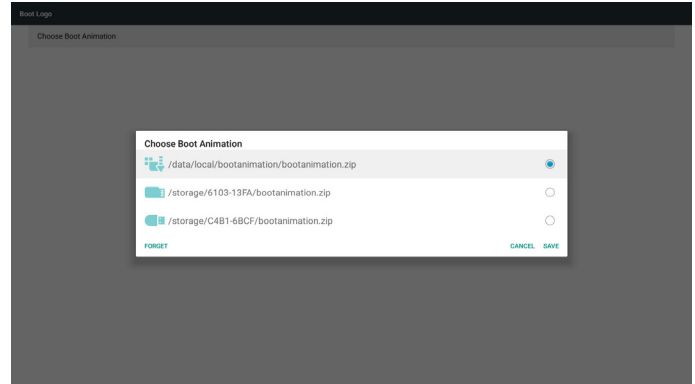 Boot Logo
Choose Boot Animation
Choose Boot Animation
/data/local/bootanimation/bootanimation.zip
/storage/6103-13FA/bootanimation.zip
/storage/C4B1-6BCF/bootanimation.zip
FORGET CANCEL SAVE